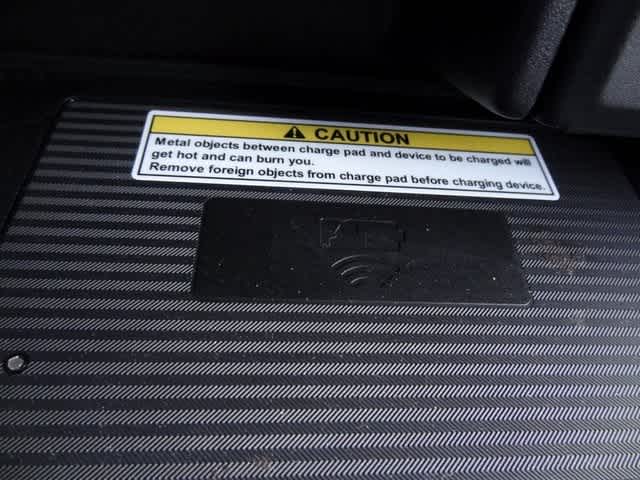 CAUTION
Metal objects between charge pad and device to be charged will
get hot and can burn you.
Remove foreign objects from charge pad before charging device.